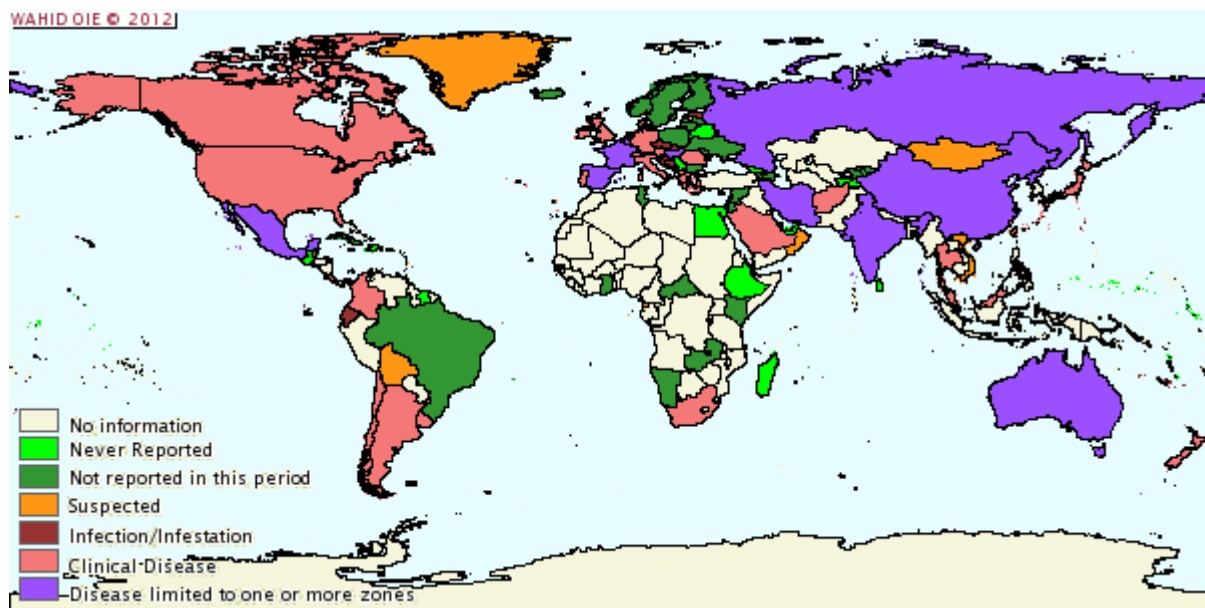 WAHID OIE © 2012
No information
Never Reported
Not reported in this period
Suspected
Infection/Infestation
Clinical Disease
Disease limited to one or more zones